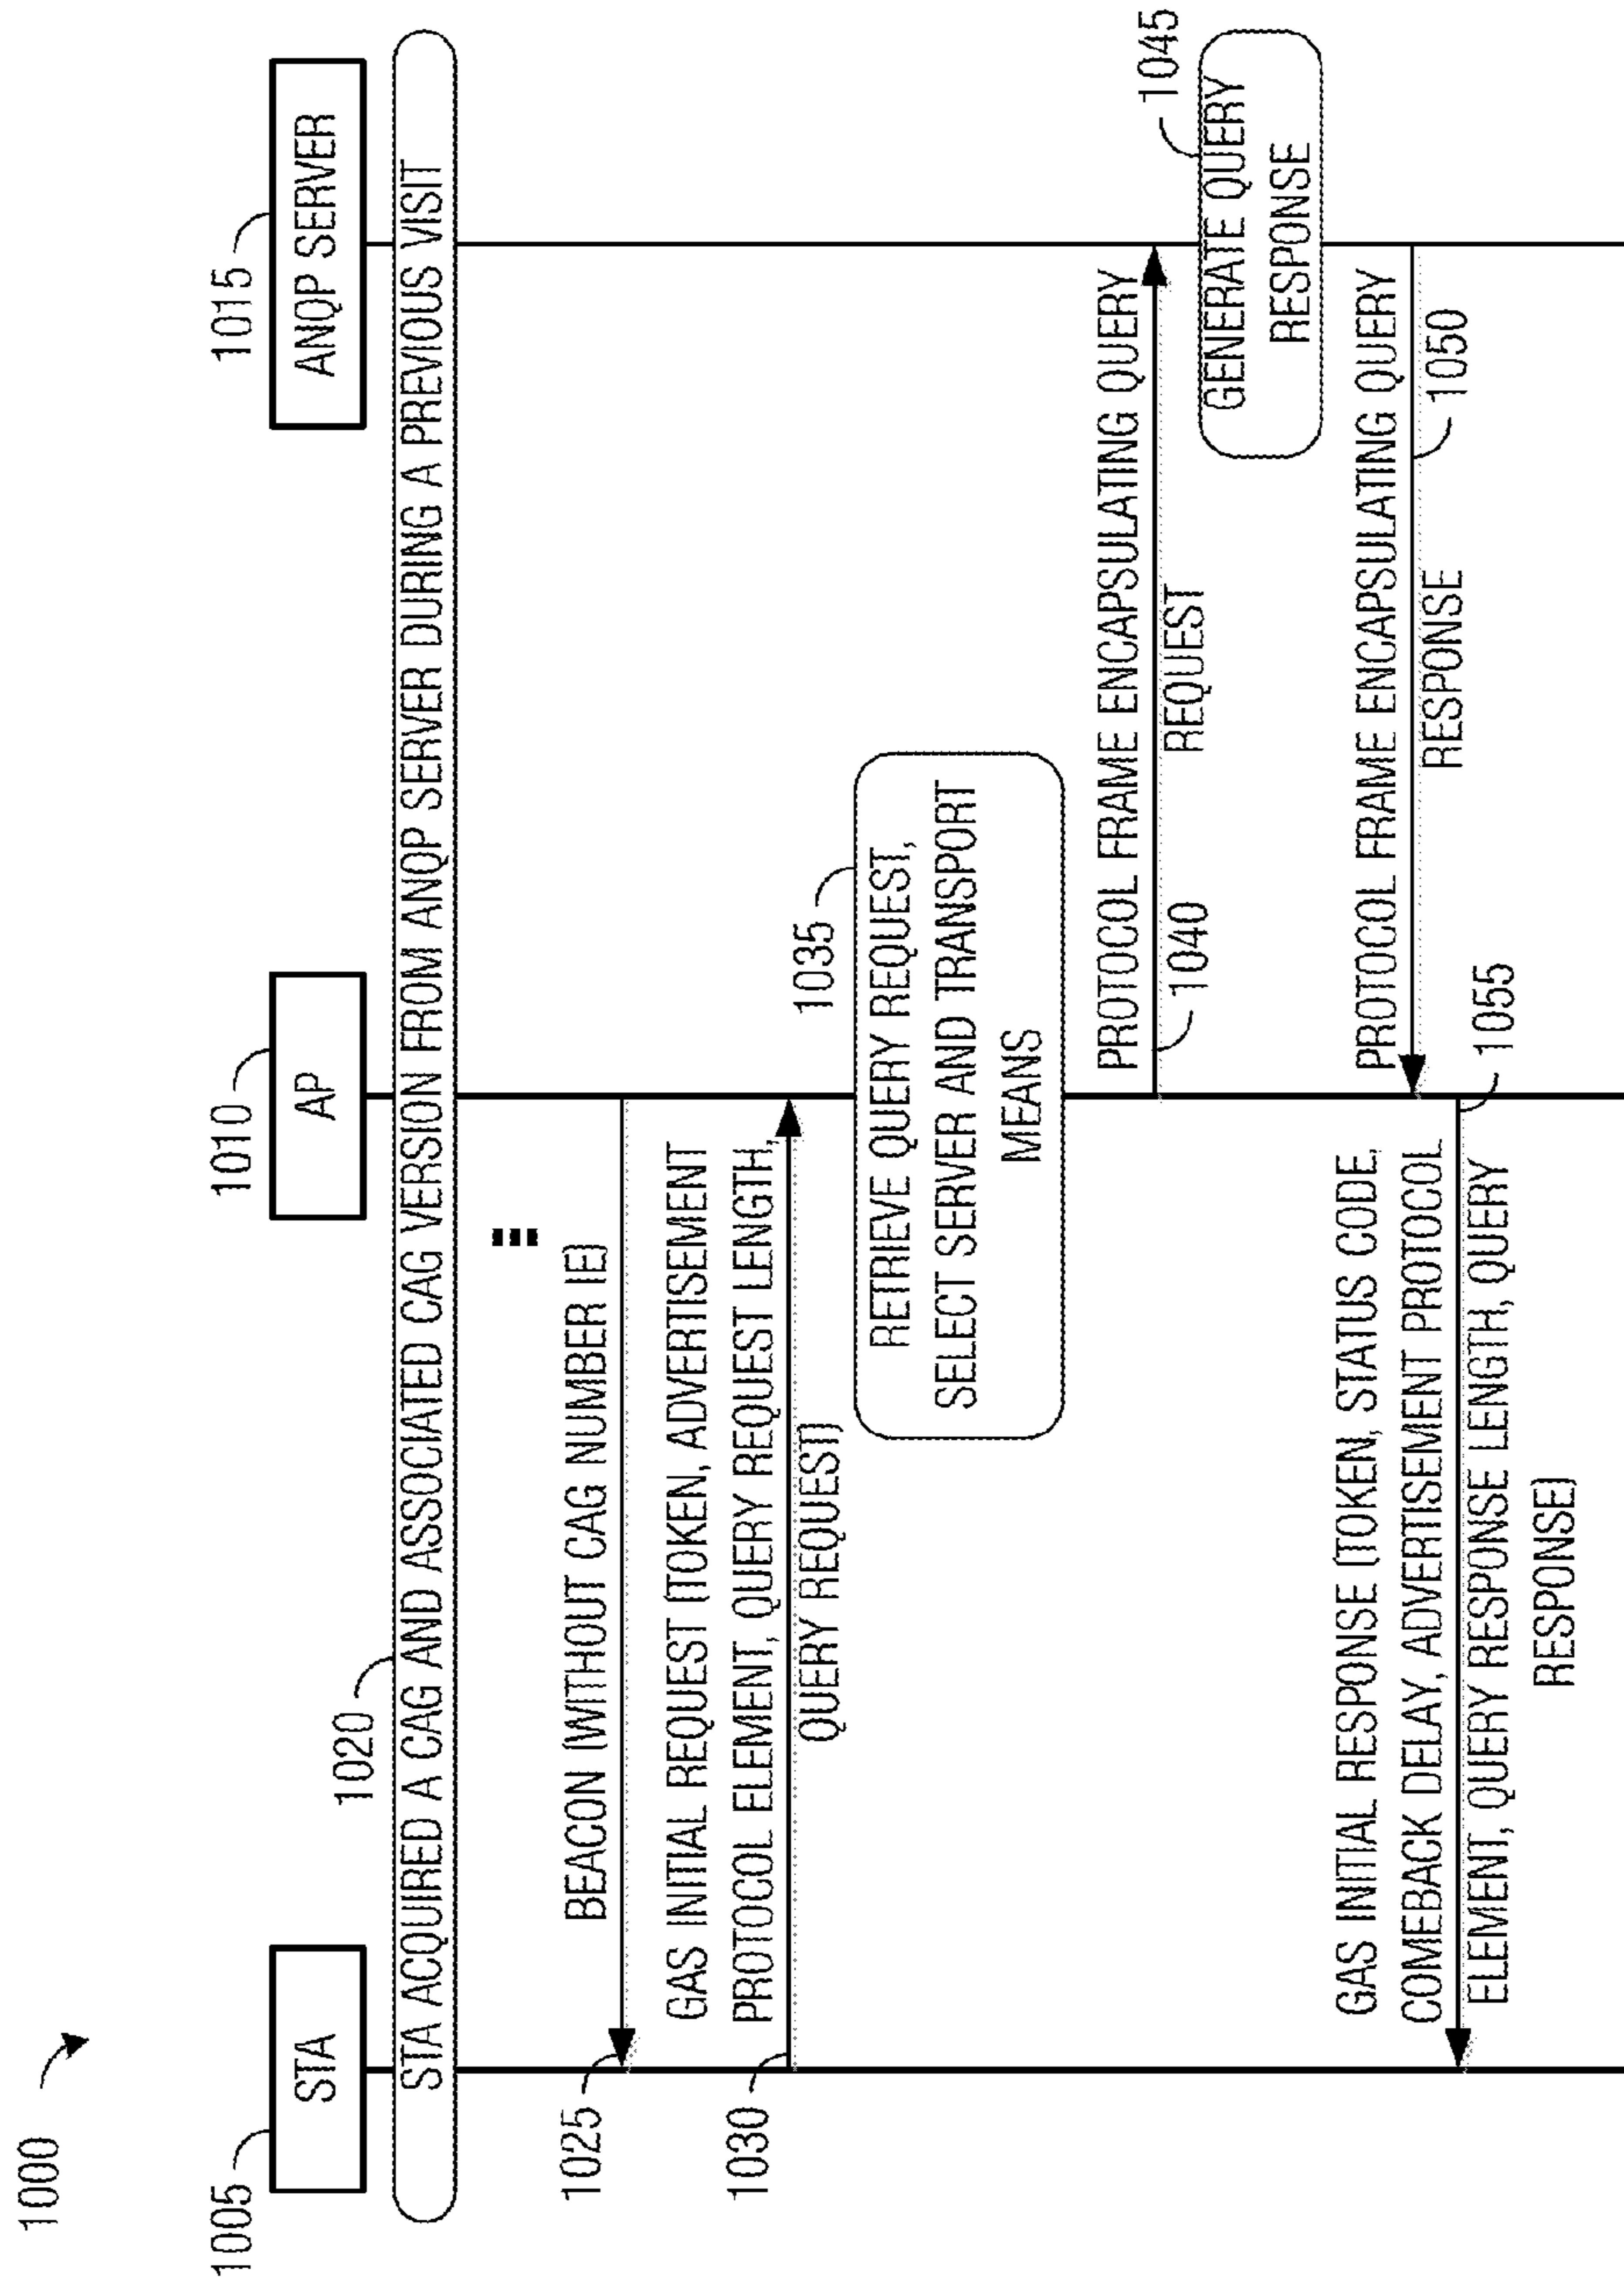 1000
1005
STA
1010
AP
1015
ANQP SERVER
1020
STA ACQUIRED A CAG AND ASSOCIATED CAG VERSION FROM ANQP SERVER DURING A PREVIOUS VISIT
BEACON (WITHOUT CAG NUMBER IE)
1025
GAS INITIAL REQUEST (TOKEN, ADVERTISEMENT
PROTOCOL ELEMENT, QUERY REQUEST LENGTH,
QUERY REQUEST)
1030
1035
RETRIEVE QUERY REQUEST,
SELECT SERVER AND TRANSPORT
MEANS
PROTOCOL FRAME ENCAPSULATING QUERY
REQUEST
1040
1045
GENERATE QUERY
RESPONSE
PROTOCOL FRAME ENCAPSULATING QUERY
RESPONSE
1050
1055
GAS INITIAL RESPONSE (TOKEN, STATUS CODE,
COMEBACK DELAY, ADVERTISEMENT PROTOCOL
ELEMENT, QUERY RESPONSE LENGTH, QUERY
RESPONSE)